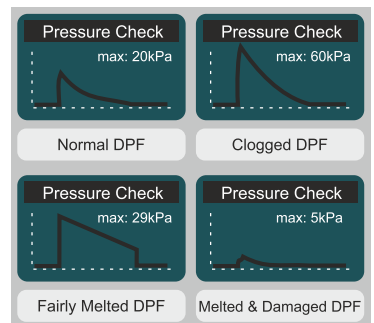 Pressure Check
max: 20kPa
Normal DPF
Pressure Check
max: 60kPa
Clogged DPF
Pressure Check
max: 29kPa
Fairly Melted DPF
Pressure Check
max: 5kPa
Melted & Damaged DPF